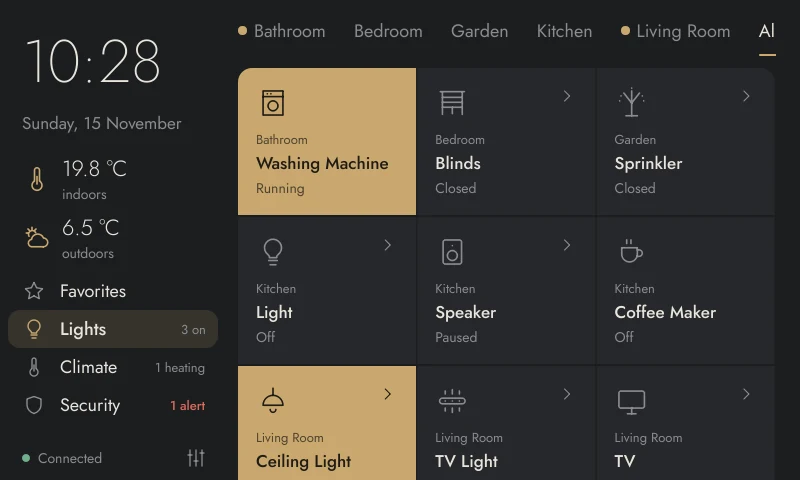 10:28
Sunday, 15 November
19.8 °C
indoors
6.5 °C
outdoors
Favorites
Lights 3 on
Climate 1 heating
Security 1 alert
Connected
Bathroom Bedroom Garden Kitchen Living Room Al
Bathroom
Washing Machine
Running
Bedroom
Blinds
Closed
Garden
Sprinkler
Closed
Kitchen
Light
Off
Kitchen
Speaker
Paused
Kitchen
Coffee Maker
Off
Living Room
Ceiling Light
Living Room
TV Light
Living Room
TV